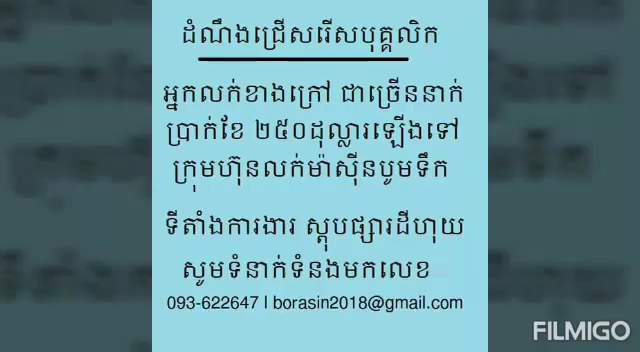 ដំណឹងជ្រើសរើសបុគ្គលិក
អ្នកលក់ខាងក្រៅ ជាច្រើននាក់
ប្រាក់ខែ ២៥០ដុល្លារឡើងទៅ
ក្រុមហ៊ុនលក់ម៉ាស៊ីនបូមទឹក
ទីតាំងការងារ ស្តុបផ្សារដីហុយ
សូមទំនាក់ទំនងមកលេខ
093-622647 l borasin2018@gmail.com
FILMIGO